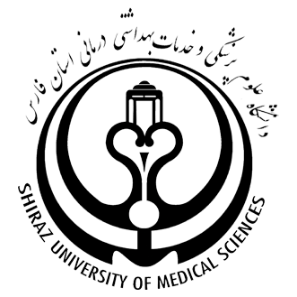 دانشگاه علوم پزشکی و خدمات بهداشتی درمانی استان فارس
SHIRAZ UNIVERSITY OF MEDICAL SCIENCES